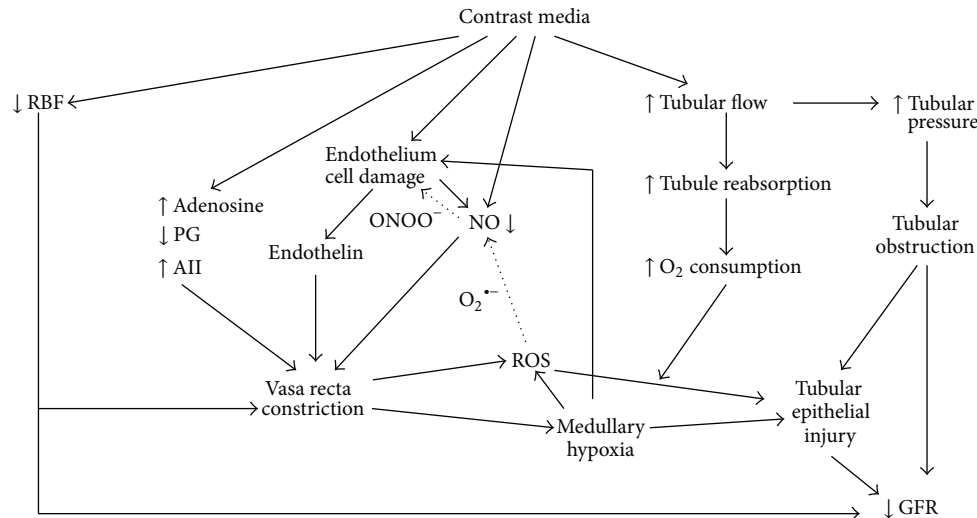 Contrast media
↓ RBF
↑ Tubular flow
↑ Tubular
pressure
Endothelium
cell damage
↑ Tubule reabsorption
↑ Adenosine
↓ PG
↑ AII
ONOO⁻
NO ↓
Endothelin
Tubular
obstruction
↑ O₂ consumption
O₂•⁻
ROS
Vasa recta
constriction
Tubular
epithelial
injury
Medullary
hypoxia
↓ GFR